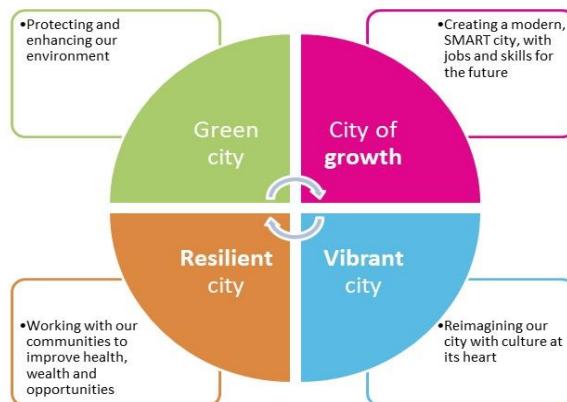 •Protecting and
enhancing our
environment
•Creating a modern,
SMART city, with
jobs and skills for
the future
Green
city
City of
growth
Resilient
city
Vibrant
city
•Working with our
communities to
improve health,
wealth and
opportunities
•Reimagining our
city with culture at
its heart